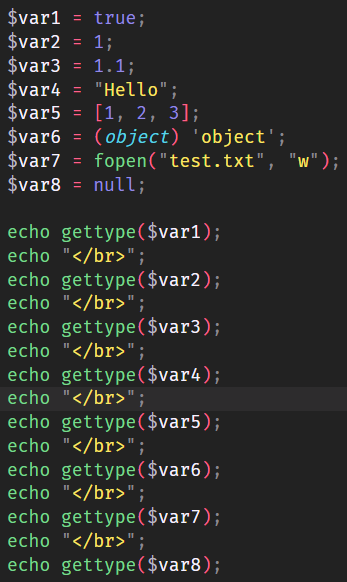 $var1 = true;
$var2 = 1;
$var3 = 1.1;
$var4 = "Hello";
$var5 = [1, 2, 3];
$var6 = (object) 'object';
$var7 = fopen("test.txt", "w");
$var8 = null;
echo gettype($var1);
echo "</br>";
echo gettype($var2);
echo "</br>";
echo gettype($var3);
echo "</br>";
echo gettype($var4);
echo "</br>";
echo gettype($var5);
echo "</br>";
echo gettype($var6);
echo "</br>";
echo gettype($var7);
echo "</br>";
echo gettype($var8);